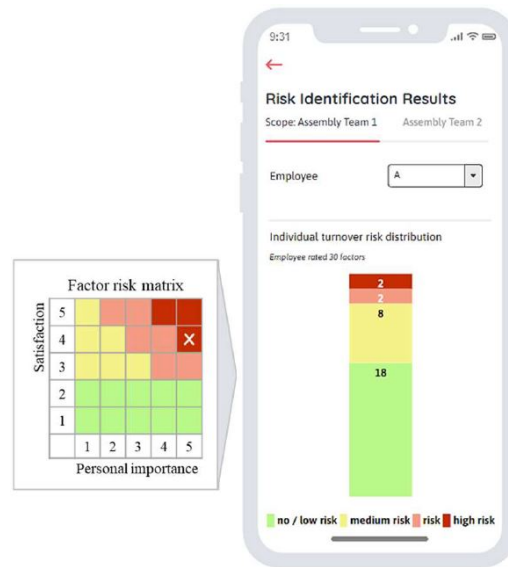 9:31
Risk Identification Results
Scope: Assembly Team 1 Assembly Team 2
Employee A
Individual turnover risk distribution
Employee rated 30 factors
2
2
8
18
no / low risk medium risk risk high risk
Factor risk matrix
Satisfaction
5
4 X
3
2
1
1 2 3 4 5
Personal importance